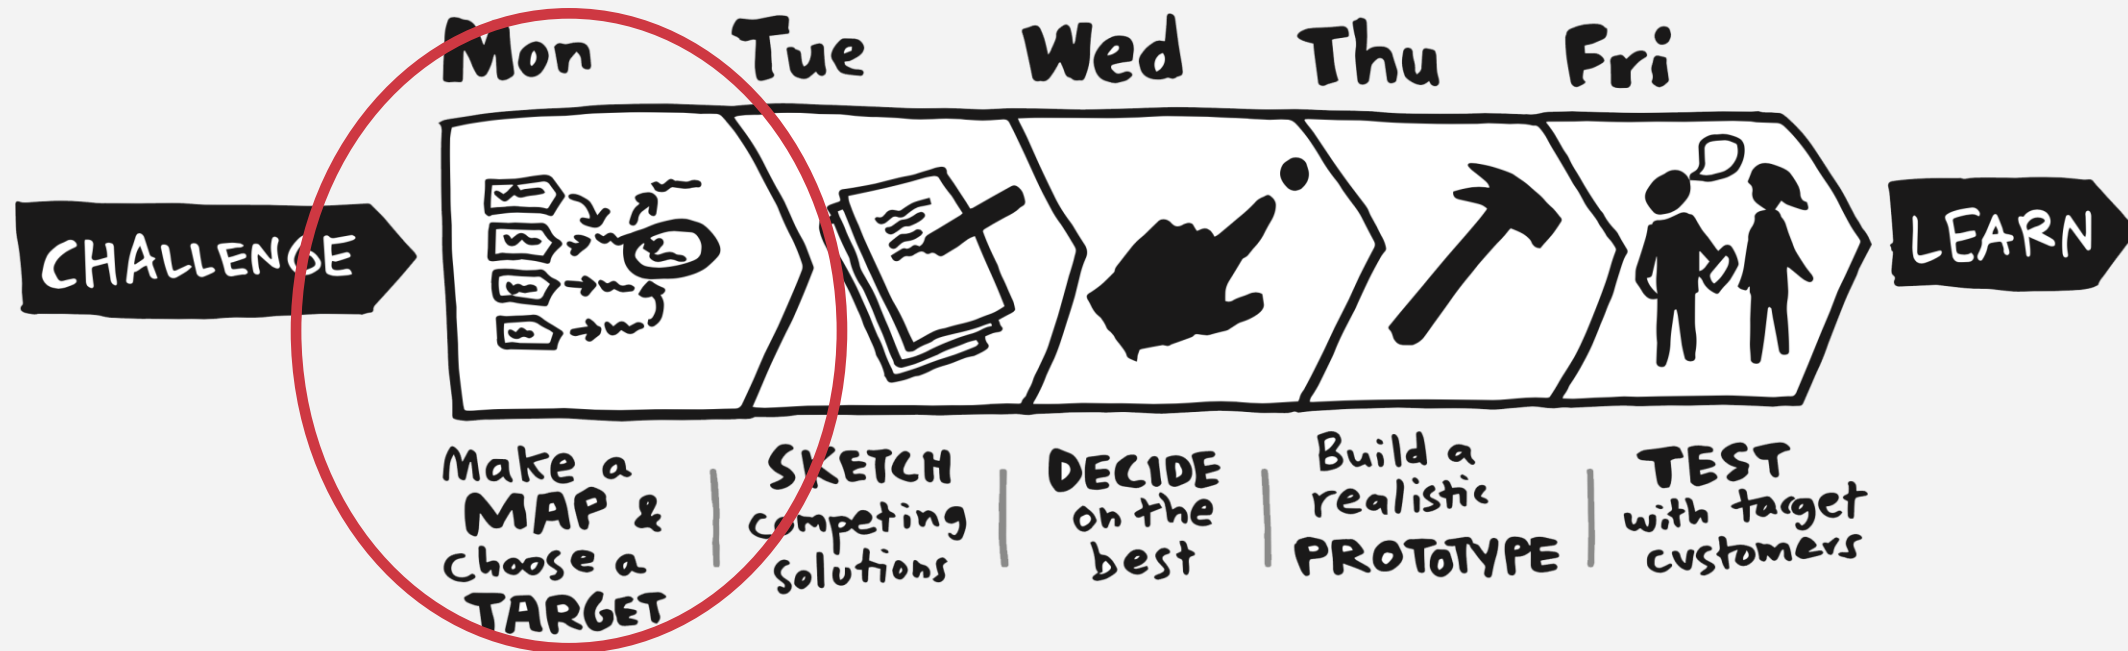 Mon Tue Wed Thu Fri
CHALLENGE
LEARN
Make a
MAP &
choose a
TARGET
SKETCH
competing
solutions
DECIDE
on the
best
Build a
realistic
PROTOTYPE
TEST
with target
customers